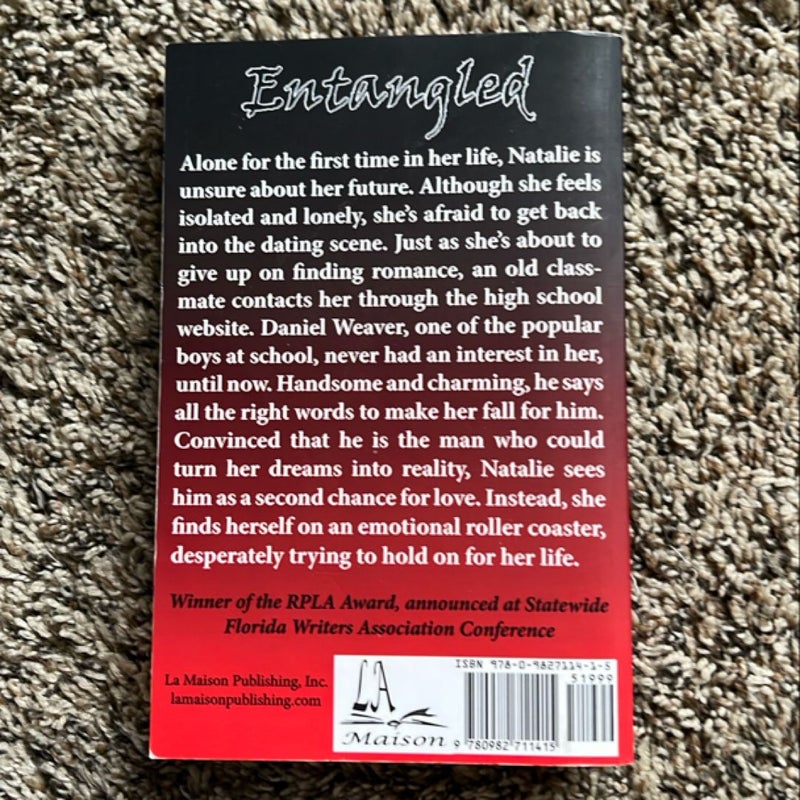 Entangled
Alone for the first time in her life, Natalie is
unsure about her future. Although she feels
isolated and lonely, she's afraid to get back
into the dating scene. Just as she's about to
give up on finding romance, an old class-
mate contacts her through the high school
website. Daniel Weaver, one of the popular
boys at school, never had an interest in her,
until now. Handsome and charming, he says
all the right words to make her fall for him.
Convinced that he is the man who could
turn her dreams into reality, Natalie sees
him as a second chance for love. Instead, she
finds herself on an emotional roller coaster,
desperately trying to hold on for her life.
Winner of the RPLA Award, announced at Statewide
Florida Writers Association Conference
La Maison Publishing, Inc.
lamaisonpublishing.com
LA
Maison
ISBN 978-0-9827114-1-5
51999
9 780982 711415